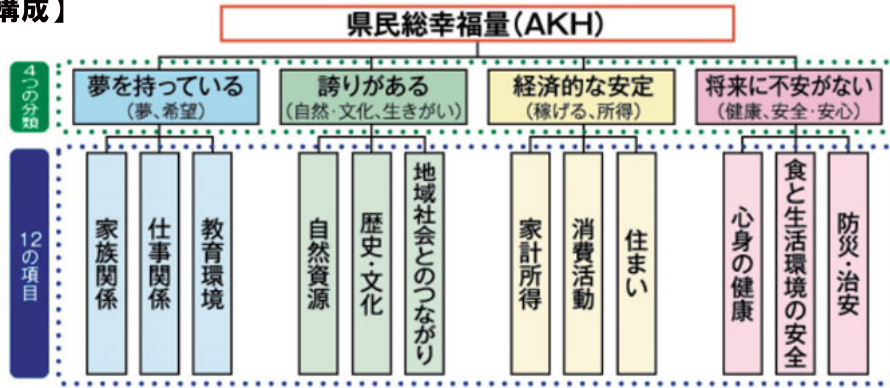 構成】
県民総幸福量(AKH)
4つの分類
夢を持っている
(夢、希望)
誇りがある
(自然・文化、生きがい)
経済的な安定
(稼げる、所得)
将来に不安がない
(健康、安全・安心)
12の項目
家族関係
仕事関係
教育環境
自然資源
歴史・文化
地域社会とのつながり
家計所得
消費活動
住まい
心身の健康
食と生活環境の安全
防災・治安